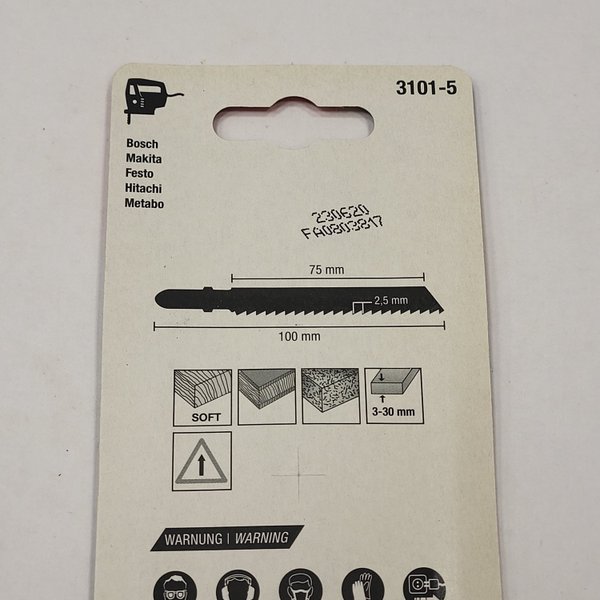 3101-5
Bosch
Makita
Festo
Hitachi
Metabo
230620
FA0803817
75 mm
2,5 mm
100 mm
SOFT
3-30 mm
WARNUNG | WARNING